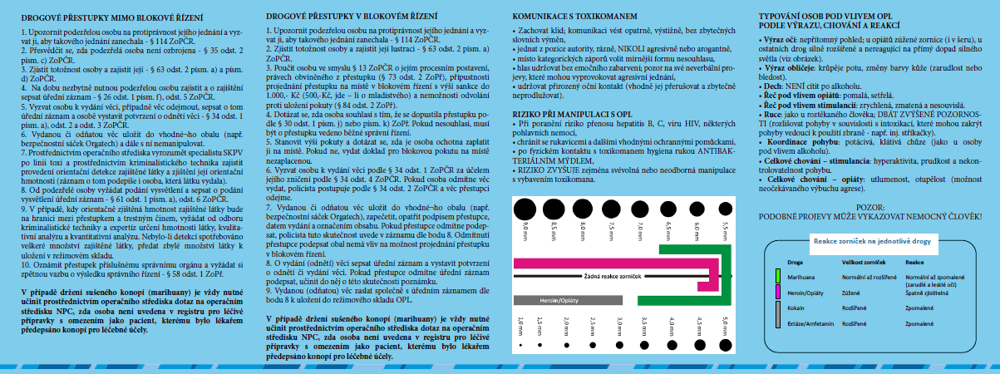 DROGOVÉ PŘESTUPKY MIMO BLOKOVÉ ŘÍZENÍ
1. Upozornit podezřelou osobu na protiprávnost jejího jednání a vyz-
vat ji, aby takového jednání zanechala - § 114 ZoPČR.
2. Přesvědčit se, zda podezřelá osoba není ozbrojena - § 35 odst. 2
písm. c) ZoPČR.
3. Zjistit totožnost osoby a zajistit její - § 63 odst. 2 písm. a) a písm.
d) ZoPČR.
4. Na dobu nezbytně nutnou podezřelou osobu zajistit a o zajištění
sepsat úřední záznam - § 26 odst. 1 písm. f), odst. 5 ZoPČR.
5. Vyzvat osobu k vydání věci, případně věc odejmout, sepsat o tom
úřední záznam a osobě vystavit potvrzení o odnětí věci - § 34 odst. 1
písm. a), odst. 2 a odst. 3 ZoPČR.
6. Vydanou či odňatou věc uložit do vhodné¬ho obalu (např.
bezpečnostní sáček Orgatech) a dále s ní nemanipulovat.
7. Prostřednictvím operačního střediska vyrozumět specialistu SKPV
po linii toxi a prostřednictvím kriminalistického technika zajistit
provedení orientační detekce zajištěné látky a zjištění její orientační
hmotnosti (záznam o tom podepíše i osoba, která látku vydala).
8. Od podezřelé osoby vyžádat podání vysvětlení a sepsat o podání
vysvětlení úřední záznam - § 61 odst. 1 písm. a), odst. 6 ZoPČR.
9. V případě, kdy orientačně zjištěná hmotnost zajištěné látky bude
na hranici mezi přestupkem a trestným činem, vyžádat od odboru
kriminalistické techniky a expertíz určení hmotnosti látky, kvalita-
tivní analýzu a kvantitativní analýzu. Nebylo-li detekcí spotřebováno
veškeré množství zajištěné látky, předat zbylé množství látky k
uložení v režimovém skladu.
10. Oznámit přestupek příslušnému správnímu orgánu a vyžádat si
zpětnou vazbu o výsledku správního řízení - § 58 odst. 1 ZoPř.
V případě držení sušeného konopí (marihuany) je vždy nutné
učinit prostřednictvím operačního střediska dotaz na operačním
středisku NPC, zda osoba není uvedena v registru pro léčivé
přípravky s omezením jako pacient, kterému bylo lékařem
předepsáno konopí pro léčebné účely.
DROGOVÉ PŘESTUPKY V BLOKOVÉM ŘÍZENÍ
1. Upozornit podezřelou osobu na protiprávnost jejího jednání a vyz-
vat ji, aby takového jednání zanechala - § 114 ZoPČR.
2. Zjistit totožnost osoby a zajistit její lustraci - § 63 odst. 2 písm. a)
ZoPČR.
3. Poučit osobu ve smyslu § 13 ZoPČR o jejím procesním postavení,
právech obviněného z přestupku (§ 73 odst. 2 ZoPř), přípustnosti
projednání přestupku na místě v blokovém řízení s výší sankce do
1.000,- Kč (500,-Kč, jde – li o mladistvého) a nemožnosti odvolání
proti uložení pokuty (§ 84 odst. 2 ZoPř).
4. Dotázat se, zda osoba souhlasí s tím, že se dopustila přestupku po-
dle § 30 odst. 1 písm. j) nebo písm. k) ZoPř. Pokud nesouhlasí, musí
být o přestupku vedeno běžné správní řízení.
5. Stanovit výši pokuty a dotázat se, zda je osoba ochotna zaplatit
ji na místě. Pokud ne, vydat doklad pro blokovou pokutu na místě
nezaplacenou.
6. Vyzvat osobu k vydání věci podle § 34 odst. 1 ZoPČR za účelem
jejího zničení podle § 34 odst. 4 ZoPČR. Pokud osoba odmítne věc
vydat, policista postupuje podle § 34 odst. 2 ZoPČR a věc přestupci
odejme.
7. Vydanou či odňatou věc uložit do vhodné¬ho obalu (např.
bezpečnostní sáček Orgatech), zapečetit, opatřit podpisem přestupce,
datem vydání a označením obsahu. Pokud přestupce odmítne podep-
sat, policista tuto skutečnost uvede v záznamu dle bodu 8. Odmítnutí
přestupce podepsat obal nemá vliv na možnost projednání přestupku
v blokovém řízení.
8. O vydání (odnětí) věci sepsat úřední záznam a vystavit potvrzení
o odnětí či vydání věci. Pokud přestupce odmítne úřední záznam
podepsat, učinit do něj o této skutečnosti poznámku.
9. Vydanou (odňatou) věc zaslat společně s úředním záznamem dle
bodu 8 k uložení do režimového skladu OPL.
V případě držení sušeného konopí (marihuany) je vždy nutné
učinit prostřednictvím operačního střediska dotaz na operačním
středisku NPC, zda osoba není uvedena v registru pro léčivé
přípravky s omezením jako pacient, kterému bylo lékařem
předepsáno konopí pro léčebné účely.
KOMUNIKACE S TOXIKOMANEM
• Zachovat klid; komunikaci vést opatrně, výstižně, bez zbytečných
slovních výměn,
• jednat z pozice autority, rázně, NIKOLI agresivně nebo arogantně,
• místo kategorických záporů volit mírnější formu nesouhlasu,
• hlas udržovat bez emočního zabarvení; pozor na své neverbální pro-
jevy, které mohou vyprovokovat agresivní jednání,
• udržovat přirozený oční kontakt (vhodně jej přerušovat a zbytečně
neprodlužovat).
RIZIKO PŘI MANIPULACI S OPL
• Při poranění riziko přenosu hepatitis B, C, viru HIV, některých
pohlavních nemocí,
• chránit se rukavicemi a dalšími vhodnými ochrannými pomůckami,
• po fyzickém kontaktu s toxikomanem hygiena rukou ANTIBAK-
TERIÁLNÍM MÝDLEM,
• RIZIKO ZVYŠUJE zejména svévolná nebo neodborná manipulace
s vybavením toxikomana.
9,0 mm
8,5 mm
8,0 mm
7,5 mm
7,0 mm
6,5 mm
6,0 mm
5,5 mm
Žádná reakce zorniček
Heroin/Opiáty
1,0 mm
1,5 mm
2,0 mm
2,5 mm
3,0 mm
3,5 mm
4,0 mm
4,5 mm
5,0 mm
TYPOVÁNÍ OSOB POD VLIVEM OPL
PODLE VÝRAZU, CHOVÁNÍ A REAKCÍ
• Výraz očí: nepřítomný pohled; u opiátů zúžené zornice (i v šeru), u
ostatních drog silně rozšířené a nereagující na přímý dopad silného
světla (viz obrázek).
• Výraz obličeje: krůpěje potu, změny barvy kůže (zarudlost nebo
bledost).
• Dech: NENÍ cítit po alkoholu.
• Řeč pod vlivem opiátů: pomalá, setřelá.
• Řeč pod vlivem stimulancií: zrychlená, zmatená a nesouvislá.
• Ruce: jako u roztěkaného člověka; DBÁT ZVÝŠENÉ POZORNOS-
TI (rozlišovat pohyby v souvislosti s intoxikací, které mohou zakrýt
pohyby vedoucí k použití zbraně - např. inj. stříkačky).
• Koordinace pohybu: potácivá, klátivá chůze (jako u osoby
pod vlivem alkoholu).
• Celkové chování – stimulancia: hyperaktivita, prudkost a nekon-
trolovatelnost pohybu.
• Celkové chování – opiáty: utlumenost, otupělost (možnost
neočekávaného výbuchu agrese).
POZOR:
PODOBNÉ PROJEVY MŮŽE VYKAZOVAT NEMOCNÝ ČLOVĚK!
Reakce zorniček na jednotlivé drogy
Droga Velikost zorniček Reakce
Marihuana Normální až rozšířené Normální až zpomalené
(zarudlé a lesklé oči)
Heroin/Opiáty Zúžené Špatně zjistitelná
Kokain Rozšířené Zpomalené
Extáze/Amfetamin Rozšířené Zpomalené